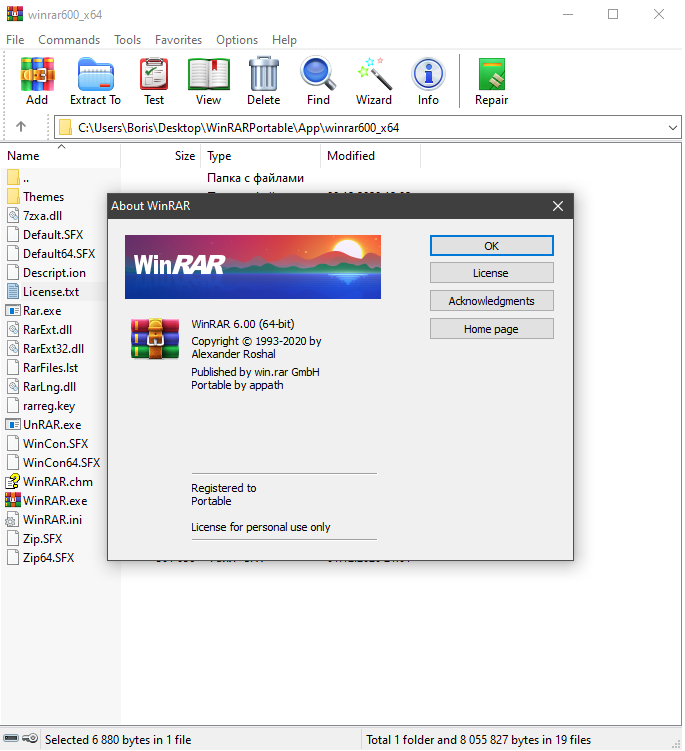 winrar600_x64
File Commands Tools Favorites Options Help
Add Extract To Test View Delete Find Wizard Info Repair
C:\Users\Boris\Desktop\WinRARPortable\App\winrar600_x64
Name Size Type Modified
.. Папка с файлами
Themes
7zxa.dll
Default.SFX
Default64.SFX
Descript.ion
License.txt
Rar.exe
RarExt.dll
RarExt32.dll
RarFiles.lst
RarLng.dll
rarreg.key
UnRAR.exe
WinCon.SFX
WinCon64.SFX
WinRAR.chm
WinRAR.exe
WinRAR.ini
Zip.SFX
Zip64.SFX
About WinRAR
WinRAR
WinRAR 6.00 (64-bit)
Copyright © 1993-2020 by
Alexander Roshal
Published by win.rar GmbH
Portable by appath
Registered to
Portable
License for personal use only
OK
License
Acknowledgments
Home page
Selected 6 880 bytes in 1 file
Total 1 folder and 8 055 827 bytes in 19 files